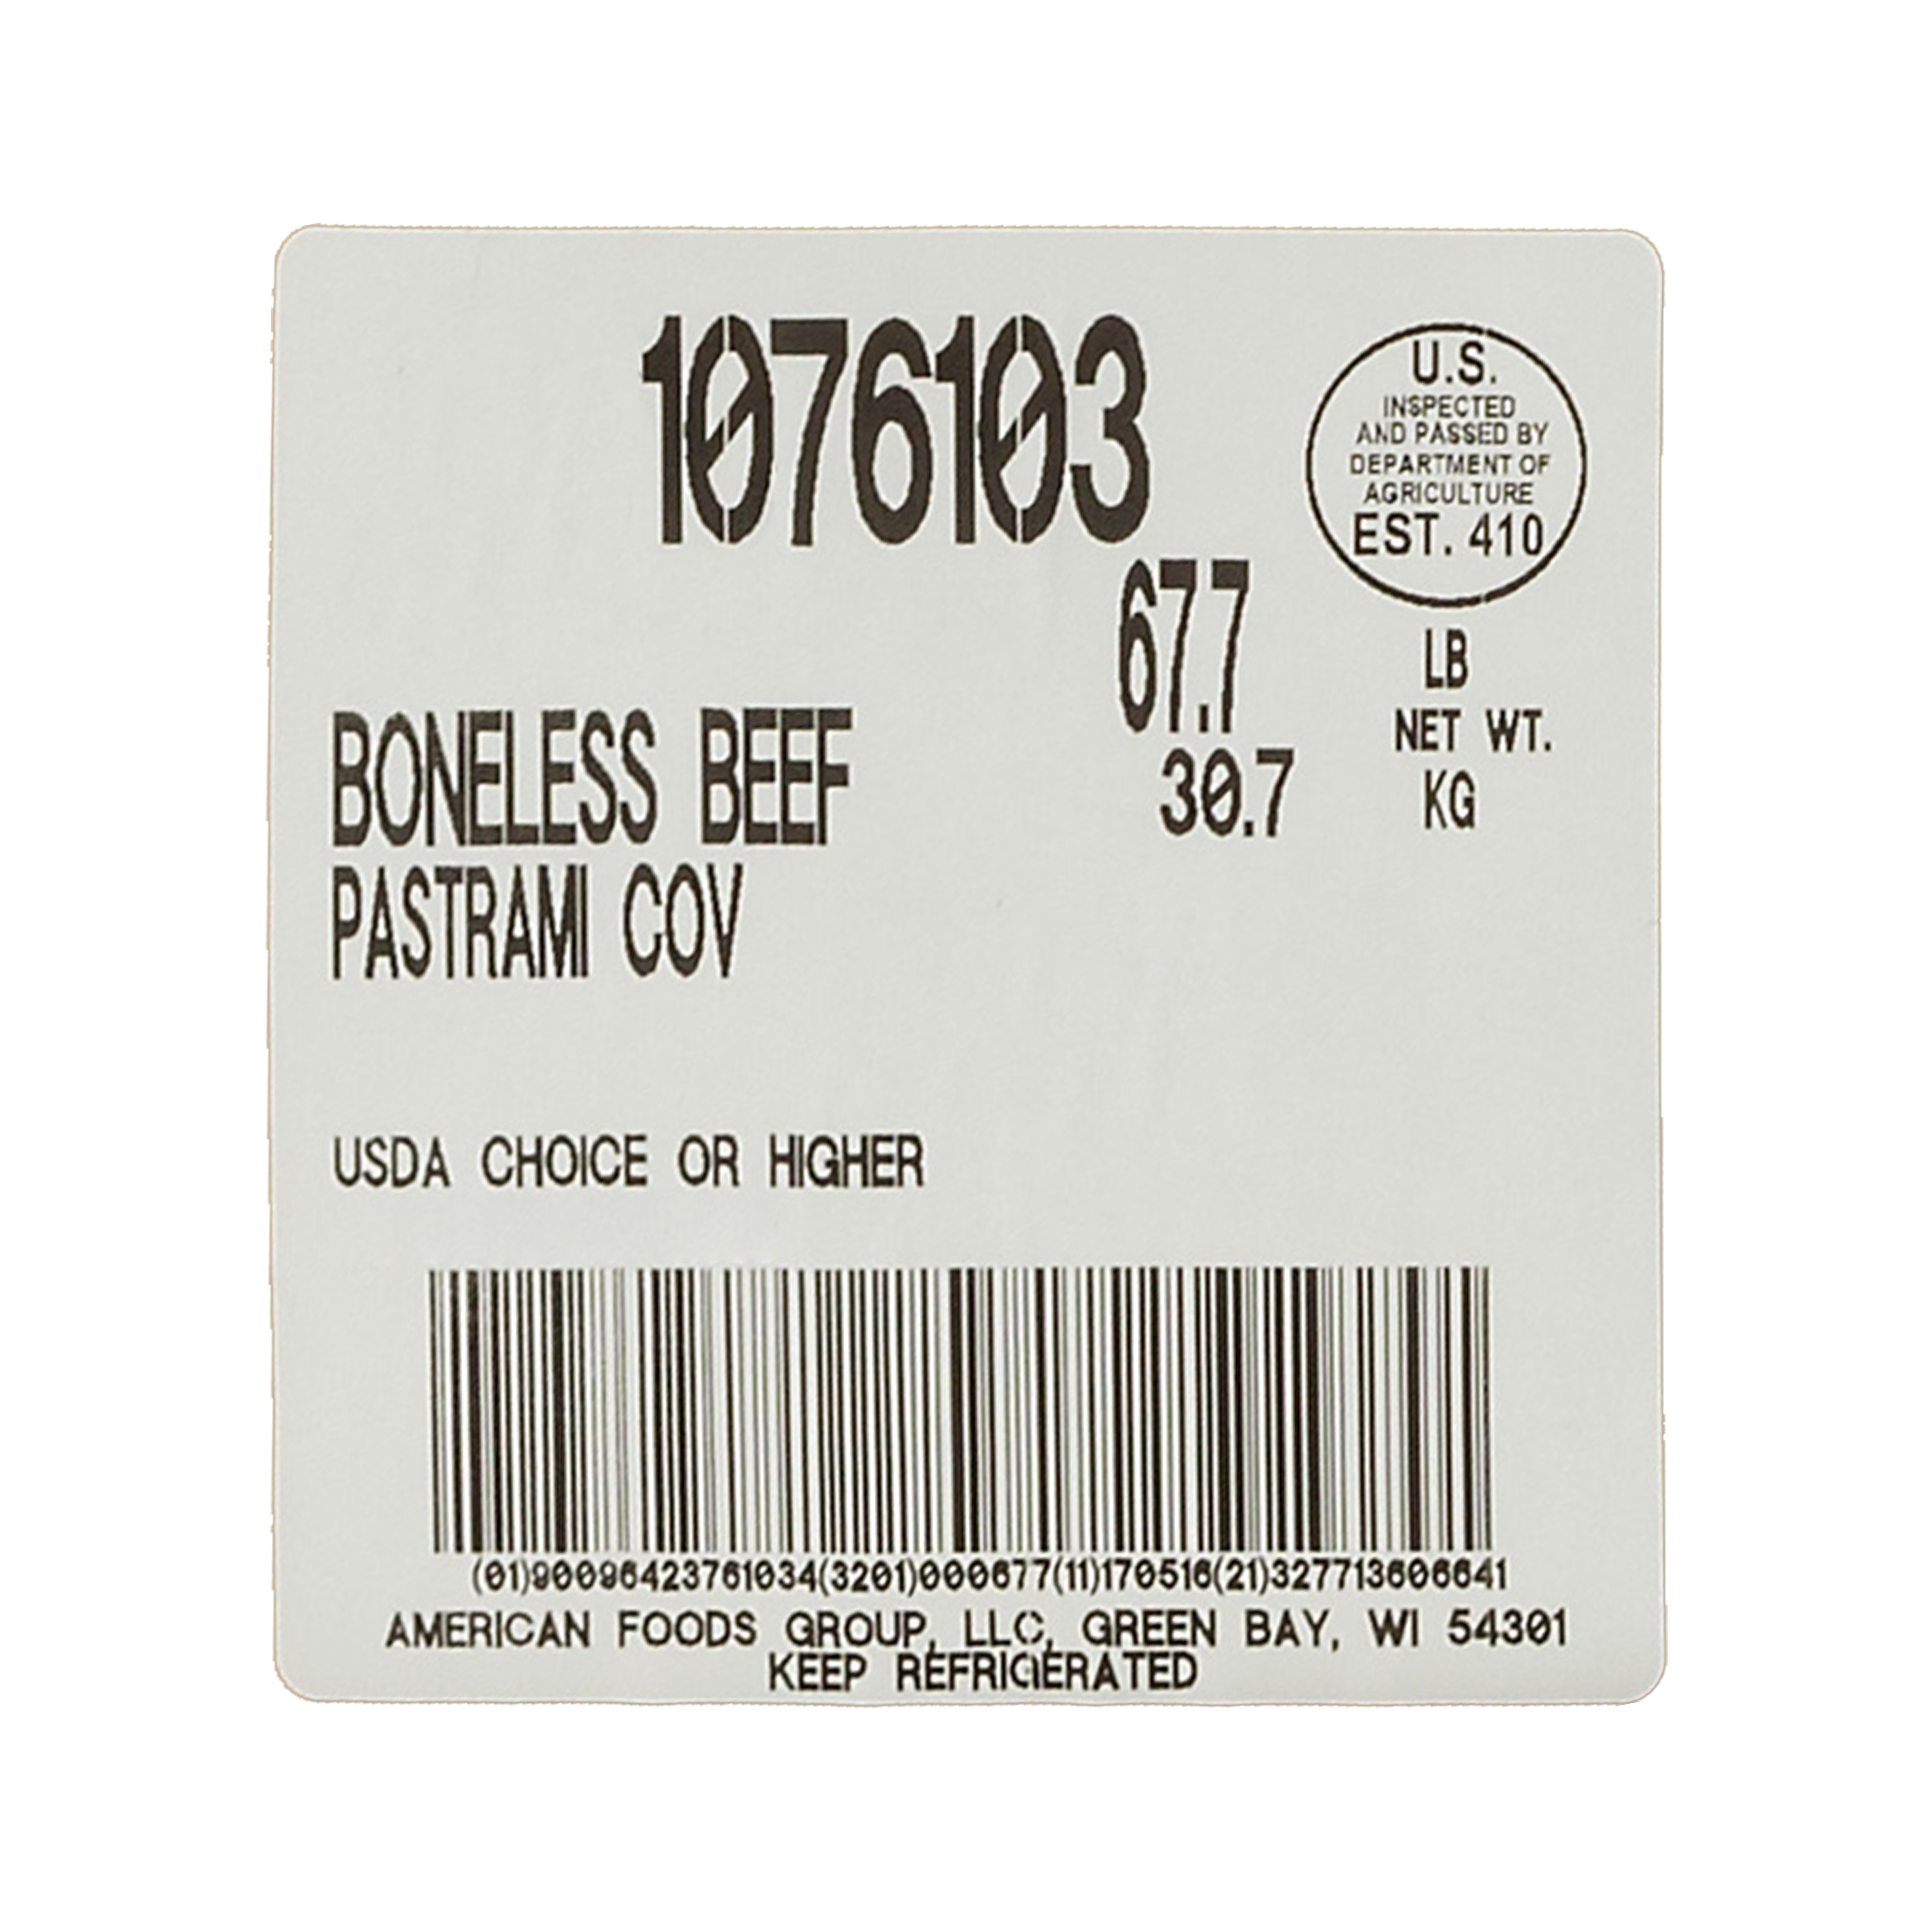 1076103
U.S.
INSPECTED
AND PASSED BY
DEPARTMENT OF
AGRICULTURE
EST. 410
67.7 LB
NET WT.
30.7 KG
BONELESS BEEF
PASTRAMI COV
USDA CHOICE OR HIGHER
(01)90096423761034(3201)000677(11)170516(21)327713606641
AMERICAN FOODS GROUP, LLC, GREEN BAY, WI 54301
KEEP REFRIGERATED